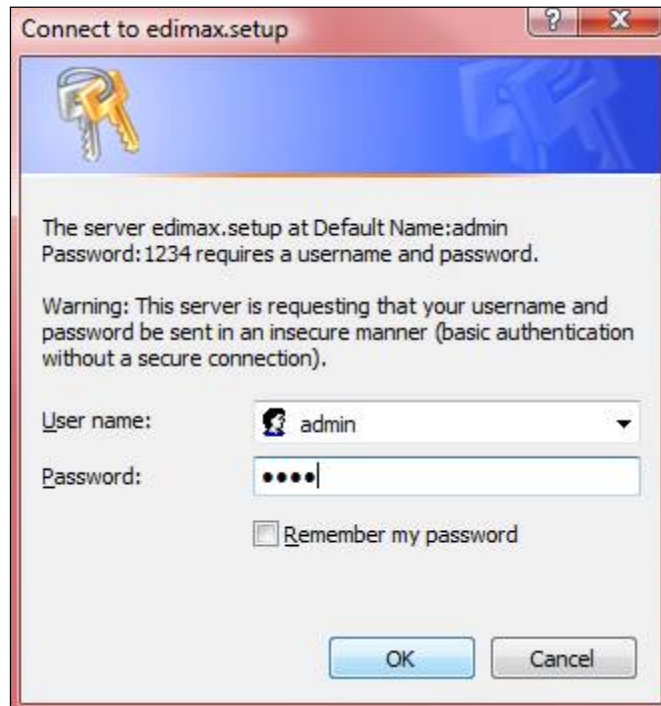 Connect to edimax.setup
The server edimax.setup at Default Name:admin
Password:1234 requires a username and password.
Warning: This server is requesting that your username and
password be sent in an insecure manner (basic authentication
without a secure connection).
User name:
admin
Password:
••••
Remember my password
OK
Cancel